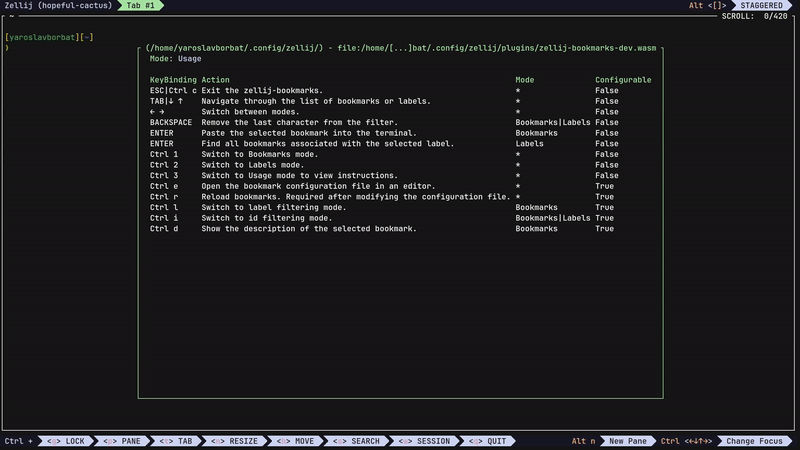 Zellij (hopeful-cactus) Tab #1 Alt <[]> STAGGERED
~ SCROLL: 0/420
[yaroslavborbat][~]
(/home/yaroslavborbat/.config/zellij/) - file:/home/[...]bat/.config/zellij/plugins/zellij-bookmarks-dev.wasm
Mode: Usage
KeyBinding Action Mode Configurable
ESC|Ctrl c Exit the zellij-bookmarks. * False
TAB|↓ ↑ Navigate through the list of bookmarks or labels. * False
← → Switch between modes. * False
BACKSPACE Remove the last character from the filter. Bookmarks|Labels False
ENTER Paste the selected bookmark into the terminal. Bookmarks False
ENTER Find all bookmarks associated with the selected label. Labels False
Ctrl 1 Switch to Bookmarks mode. * False
Ctrl 2 Switch to Labels mode. * False
Ctrl 3 Switch to Usage mode to view instructions. * False
Ctrl e Open the bookmark configuration file in an editor. * True
Ctrl r Reload bookmarks. Required after modifying the configuration file. * True
Ctrl l Switch to label filtering mode. Bookmarks True
Ctrl i Switch to id filtering mode. Bookmarks|Labels True
Ctrl d Show the description of the selected bookmark. Bookmarks True
Ctrl + LOCK PANE TAB RESIZE MOVE SEARCH SESSION QUIT Alt n New Pane Ctrl <←↓↑→> Change Focus